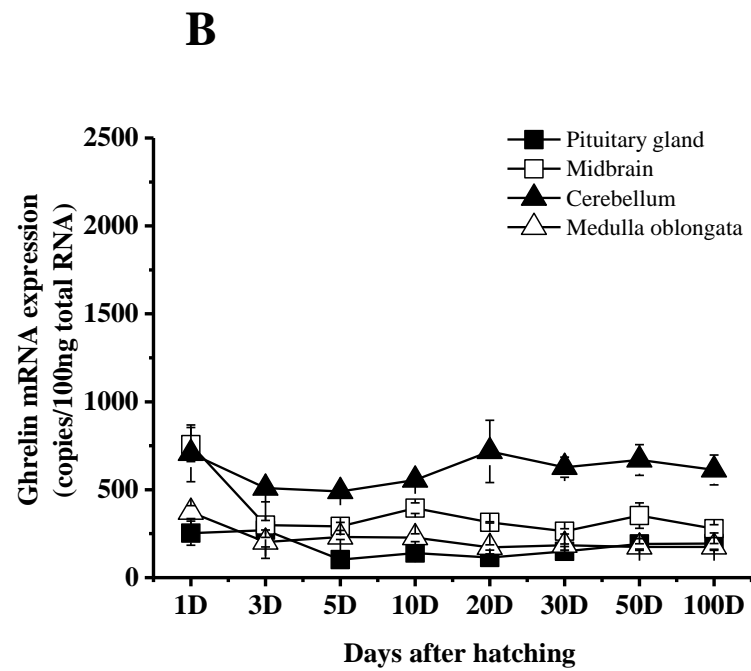 B
2500
2000
1500
1000
500
0
Ghrelin mRNA expression
(copies/100ng total RNA)
Pituitary gland
Midbrain
Cerebellum
Medulla oblongata
1D 3D 5D 10D 20D 30D 50D 100D
Days after hatching